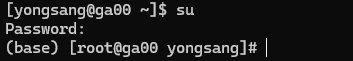 [yongsang@ga00 ~]$ su
Password:
(base) [root@ga00 yongsang]#